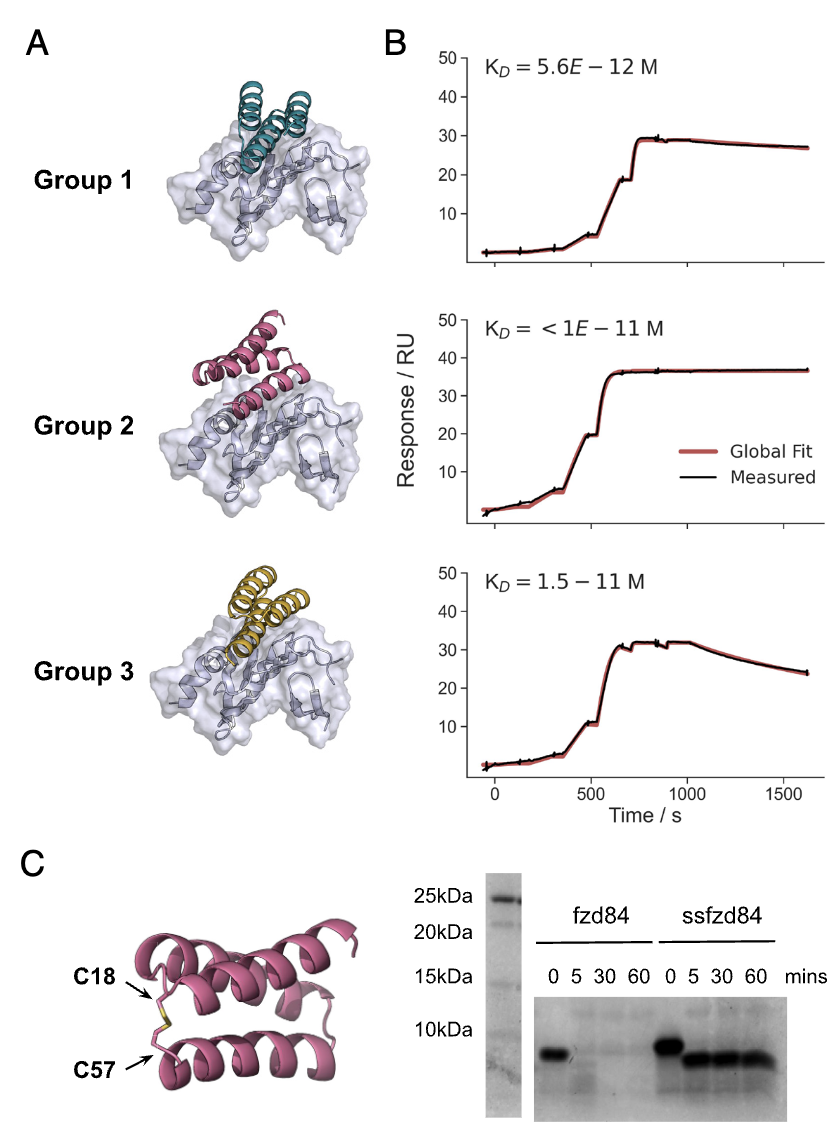 A
B
Group 1
50
40
30
20
10
K_D = 5.6E − 12 M
Group 2
50
40
30
20
10
K_D = < 1E − 11 M
Response / RU
Global Fit
Measured
Group 3
50
40
30
20
10
K_D = 1.5 − 11 M
0 500 1000 1500
Time / s
C
C18
C57
25kDa
20kDa
15kDa
10kDa
fzd84 ssfzd84
0 5 30 60 0 5 30 60 mins